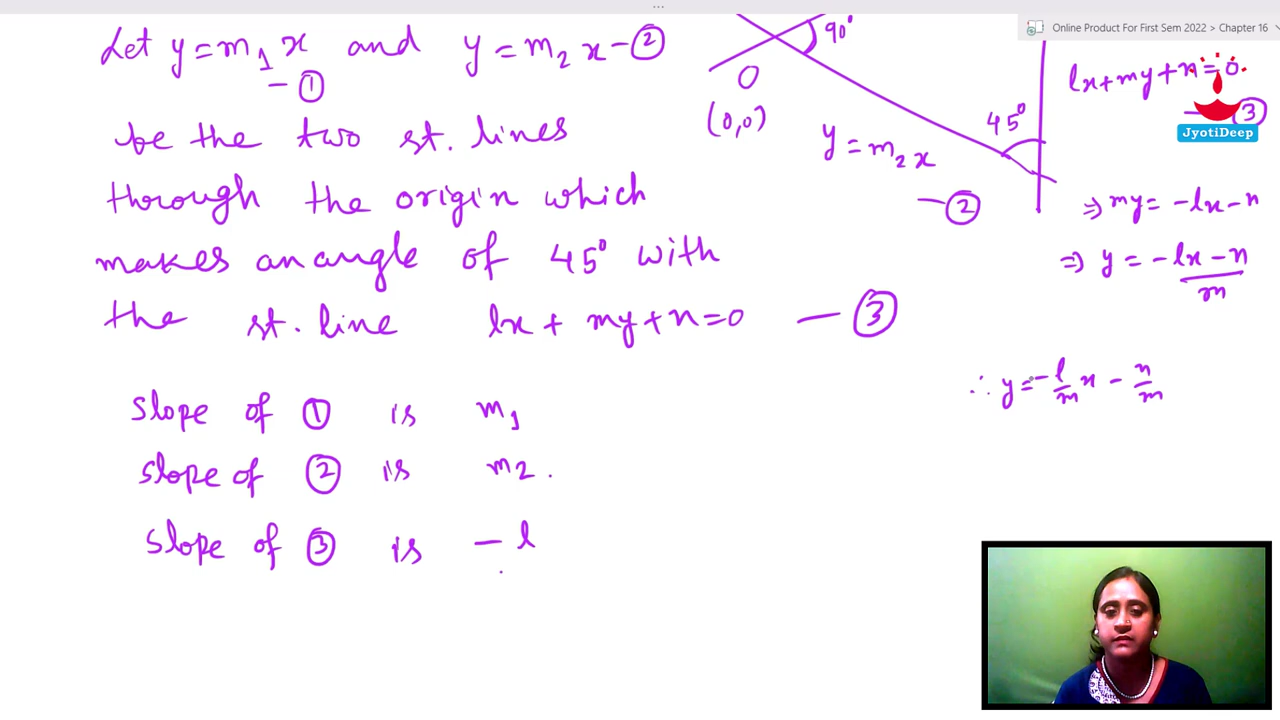 Online Product For First Sem 2022 > Chapter 16
Let y=m₁x and y=m₂x-②
-①
be the two st. lines
through the origin which
makes an angle of 45° with
the st. line lx+my+n=0 —③
slope of ① is m₁
slope of ② is m₂.
slope of ③ is -l
90°
O
(0,0)
45°
y=m₂x
-②
lx+my+n=0.
-③
JyotiDeep
⇒my=-lx-n
⇒y=-lx-n/m
∴y=-l/m x-n/m